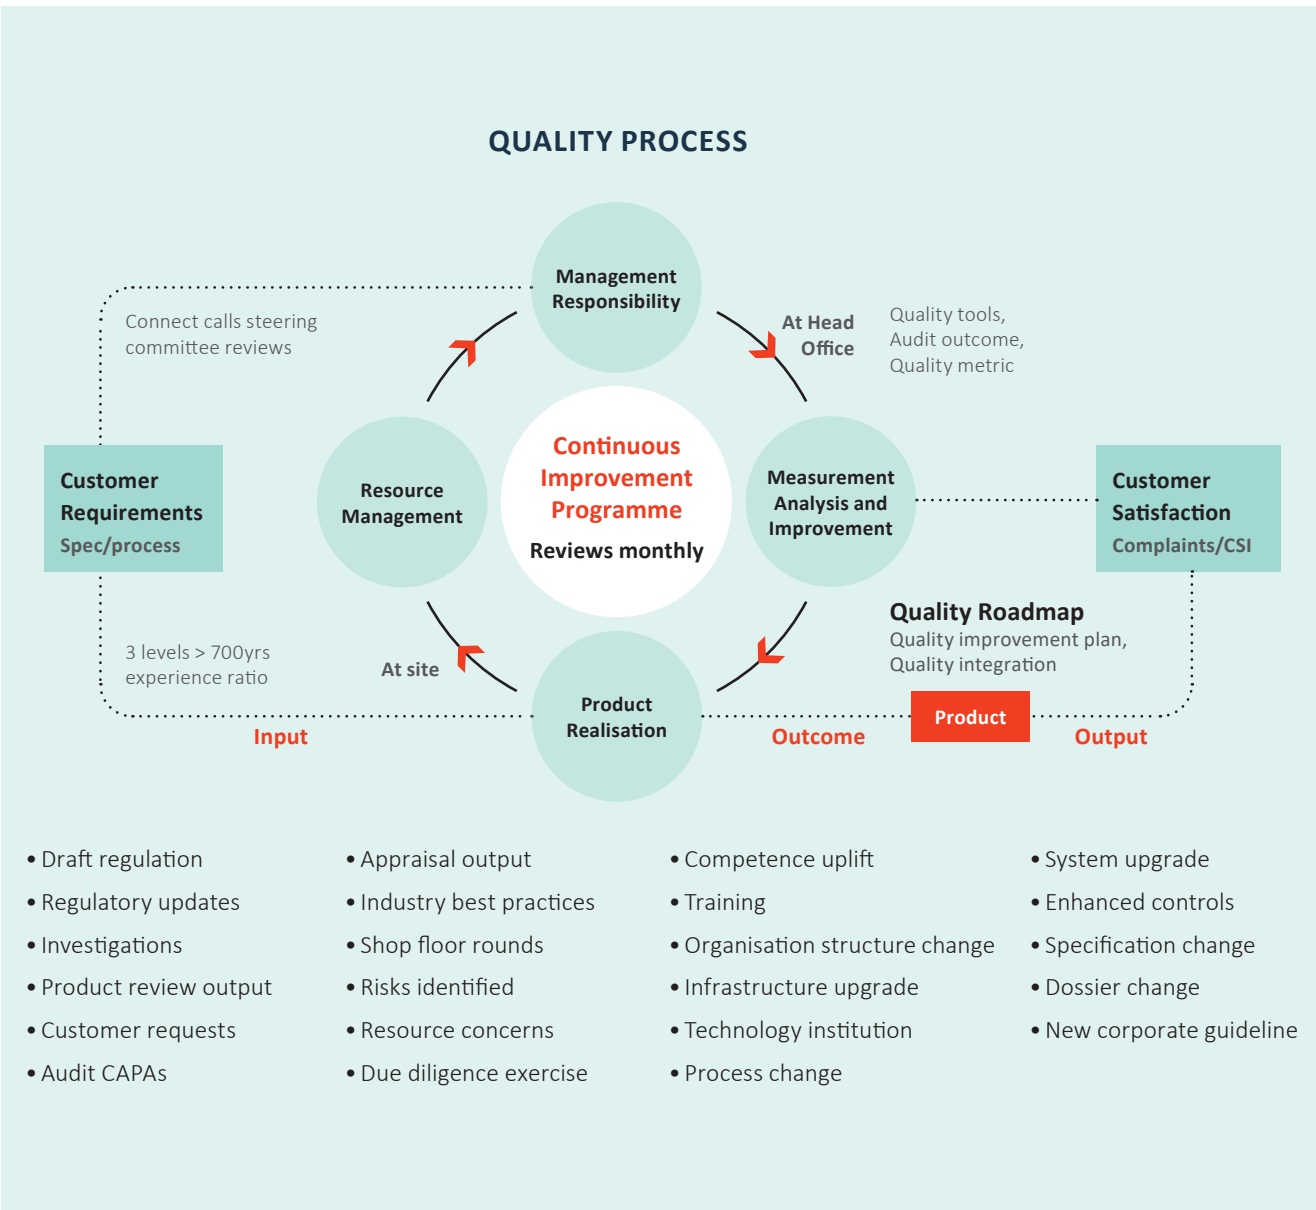 QUALITY PROCESS
Management
Responsibility
Connect calls steering
committee reviews
At Head
Office
Quality tools,
Audit outcome,
Quality metric
Customer
Requirements
Spec/process
Resource
Management
Continuous
Improvement
Programme
Reviews monthly
Measurement
Analysis and
Improvement
Customer
Satisfaction
Complaints/CSI
3 levels > 700yrs
experience ratio
At site
Quality Roadmap
Quality improvement plan,
Quality integration
Product
Realisation
Product
Input
Outcome
Output
• Draft regulation
• Regulatory updates
• Investigations
• Product review output
• Customer requests
• Audit CAPAs
• Appraisal output
• Industry best practices
• Shop floor rounds
• Risks identified
• Resource concerns
• Due diligence exercise
• Competence uplift
• Training
• Organisation structure change
• Infrastructure upgrade
• Technology institution
• Process change
• System upgrade
• Enhanced controls
• Specification change
• Dossier change
• New corporate guideline